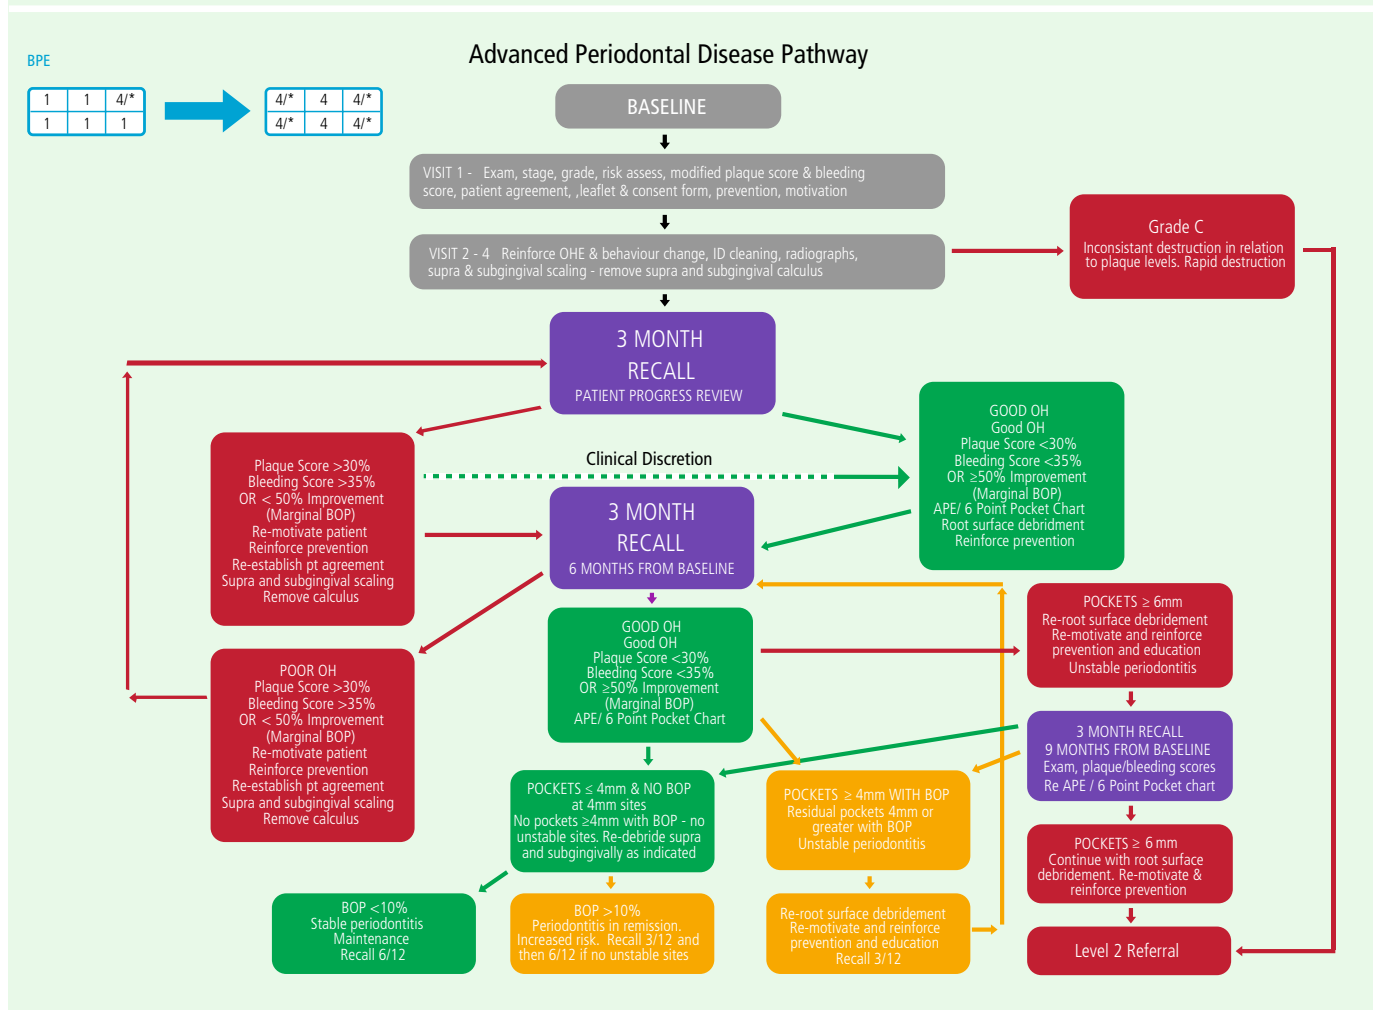 Advanced Periodontal Disease Pathway
BPE
1 1 4/*
1 1 1
4/* 4 4/*
4/* 4 4/*
BASELINE
VISIT 1 - Exam, stage, grade, risk assess, modified plaque score & bleeding
score, patient agreement, ,leaflet & consent form, prevention, motivation
VISIT 2 - 4 Reinforce OHE & behaviour change, ID cleaning, radiographs,
supra & subgingival scaling - remove supra and subgingival calculus
Grade C
Inconsistant destruction in relation
to plaque levels. Rapid destruction
3 MONTH
RECALL
PATIENT PROGRESS REVIEW
GOOD OH
Good OH
Plaque Score <30%
Bleeding Score <35%
OR ≥50% Improvement
(Marginal BOP)
APE/ 6 Point Pocket Chart
Root surface debridment
Reinforce prevention
Plaque Score >30%
Bleeding Score >35%
OR < 50% Improvement
(Marginal BOP)
Re-motivate patient
Reinforce prevention
Re-establish pt agreement
Supra and subgingival scaling
Remove calculus
Clinical Discretion
3 MONTH
RECALL
6 MONTHS FROM BASELINE
POCKETS ≥ 6mm
Re-root surface debridement
Re-motivate and reinforce
prevention and education
Unstable periodontitis
GOOD OH
Good OH
Plaque Score <30%
Bleeding Score <35%
OR ≥50% Improvement
(Marginal BOP)
APE/ 6 Point Pocket Chart
POOR OH
Plaque Score >30%
Bleeding Score >35%
OR < 50% Improvement
(Marginal BOP)
Re-motivate patient
Reinforce prevention
Re-establish pt agreement
Supra and subgingival scaling
Remove calculus
3 MONTH RECALL
9 MONTHS FROM BASELINE
Exam, plaque/bleeding scores
Re APE / 6 Point Pocket chart
POCKETS ≤ 4mm & NO BOP
at 4mm sites
No pockets ≥4mm with BOP - no
unstable sites. Re-debride supra
and subgingivally as indicated
POCKETS ≥ 4mm WITH BOP
Residual pockets 4mm or
greater with BOP
Unstable periodontitis
POCKETS ≥ 6 mm
Continue with root surface
debridement. Re-motivate &
reinforce prevention
BOP <10%
Stable periodontitis
Maintenance
Recall 6/12
BOP >10%
Periodontitis in remission.
Increased risk. Recall 3/12 and
then 6/12 if no unstable sites
Re-root surface debridement
Re-motivate and reinforce
prevention and education
Recall 3/12
Level 2 Referral